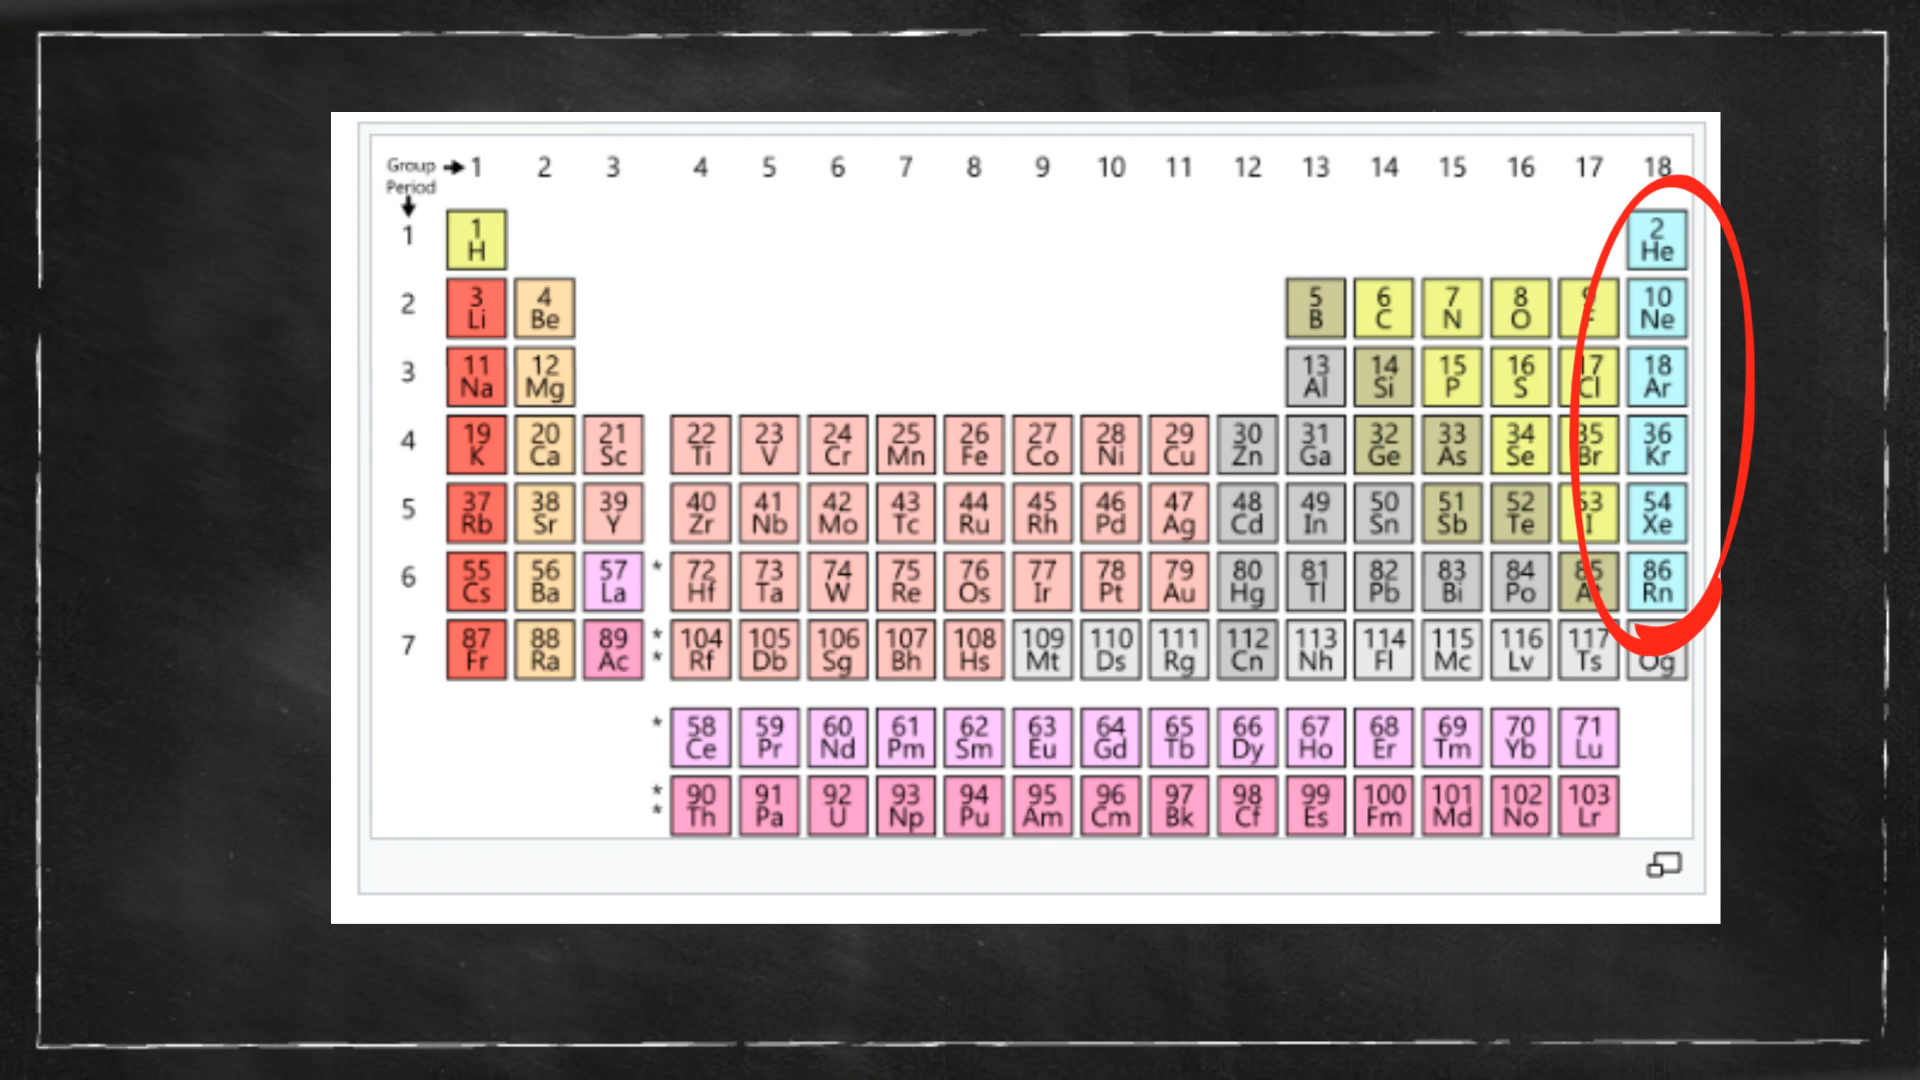 Group 1 2 3 4 5 6 7 8 9 10 11 12 13 14 15 16 17 18
Period
1 1 2
H He
2 3 4 5 6 7 8 9 10
Li Be B C N O F Ne
3 11 12 13 14 15 16 17 18
Na Mg Al Si P S Cl Ar
4 19 20 21 22 23 24 25 26 27 28 29 30 31 32 33 34 35 36
K Ca Sc Ti V Cr Mn Fe Co Ni Cu Zn Ga Ge As Se Br Kr
5 37 38 39 40 41 42 43 44 45 46 47 48 49 50 51 52 53 54
Rb Sr Y Zr Nb Mo Tc Ru Rh Pd Ag Cd In Sn Sb Te I Xe
6 55 56 57 * 72 73 74 75 76 77 78 79 80 81 82 83 84 85 86
Cs Ba La Hf Ta W Re Os Ir Pt Au Hg Tl Pb Bi Po At Rn
7 87 88 89 * 104 105 106 107 108 109 110 111 112 113 114 115 116 117
Fr Ra Ac * Rf Db Sg Bh Hs Mt Ds Rg Cn Nh Fl Mc Lv Ts Og
* 58 59 60 61 62 63 64 65 66 67 68 69 70 71
Ce Pr Nd Pm Sm Eu Gd Tb Dy Ho Er Tm Yb Lu
* 90 91 92 93 94 95 96 97 98 99 100 101 102 103
* Th Pa U Np Pu Am Cm Bk Cf Es Fm Md No Lr